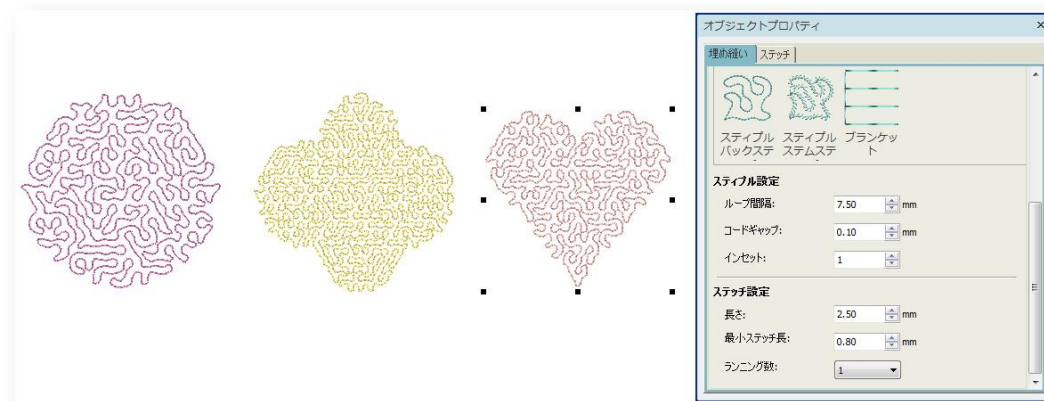 オブジェクトプロパティ
埋め縫い ステッチ
スティプル スティプル ブランケッ
バックステ ステムステ ト
スティプル設定
ループ間隔: 7.50 mm
コードギャップ: 0.10 mm
インセット: 1
ステッチ設定
長さ: 2.50 mm
最小ステッチ長: 0.80 mm
ランニング数: 1